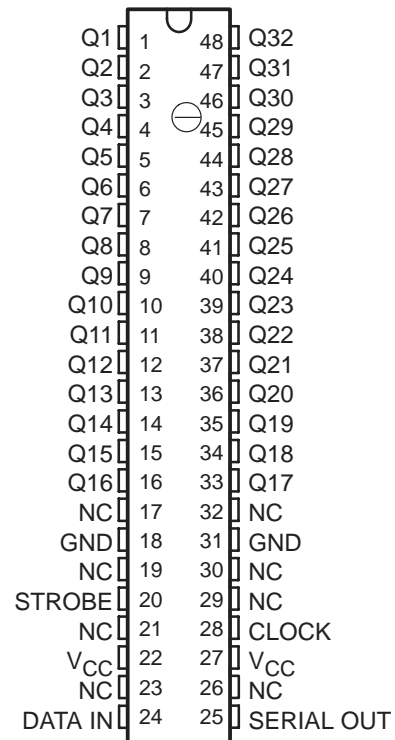 Q1 1 48 Q32
Q2 2 47 Q31
Q3 3 46 Q30
Q4 4 45 Q29
Q5 5 44 Q28
Q6 6 43 Q27
Q7 7 42 Q26
Q8 8 41 Q25
Q9 9 40 Q24
Q10 10 39 Q23
Q11 11 38 Q22
Q12 12 37 Q21
Q13 13 36 Q20
Q14 14 35 Q19
Q15 15 34 Q18
Q16 16 33 Q17
NC 17 32 NC
GND 18 31 GND
NC 19 30 NC
STROBE 20 29 NC
NC 21 28 CLOCK
VCC 22 27 VCC
NC 23 26 NC
DATA IN 24 25 SERIAL OUT